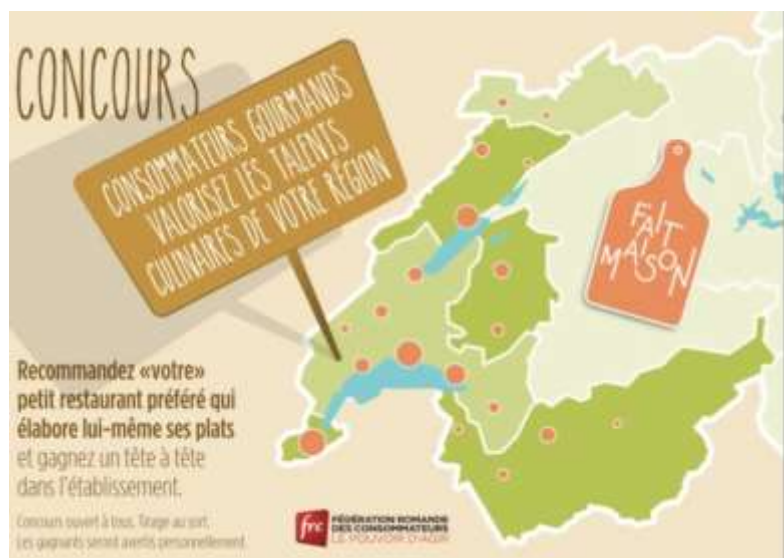 CONCOURS
CONSOMMATEURS GOURMANDS
VALORISEZ LES TALENTS
CULINAIRES DE VOTRE RÉGION
FAIT
MAISON
Recommandez «votre»
petit restaurant préféré qui
élabore lui-même ses plats
et gagnez un tête à tête
dans l'établissement.
Concours ouvert à tous. Tirage au sort.
Les gagnants seront avertis personnellement
frc
FÉDÉRATION ROMANDE
DES CONSOMMATEURS
LE POUVOIR D'AGIR